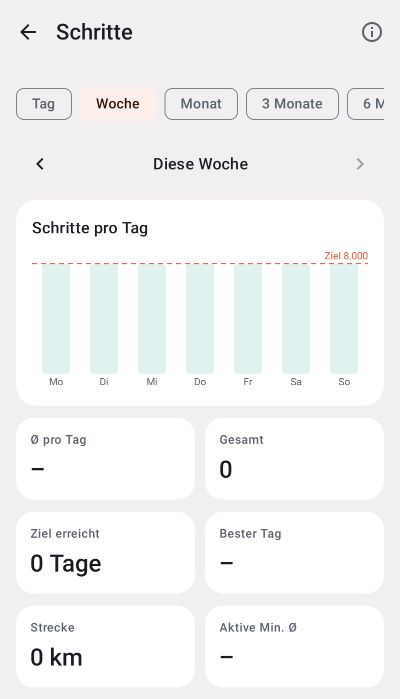 Schritte
Tag Woche Monat 3 Monate 6 M
Diese Woche
Schritte pro Tag
Ziel 8.000
Mo Di Mi Do Fr Sa So
Ø pro Tag Gesamt
– 0
Ziel erreicht Bester Tag
0 Tage –
Strecke Aktive Min. Ø
0 km –